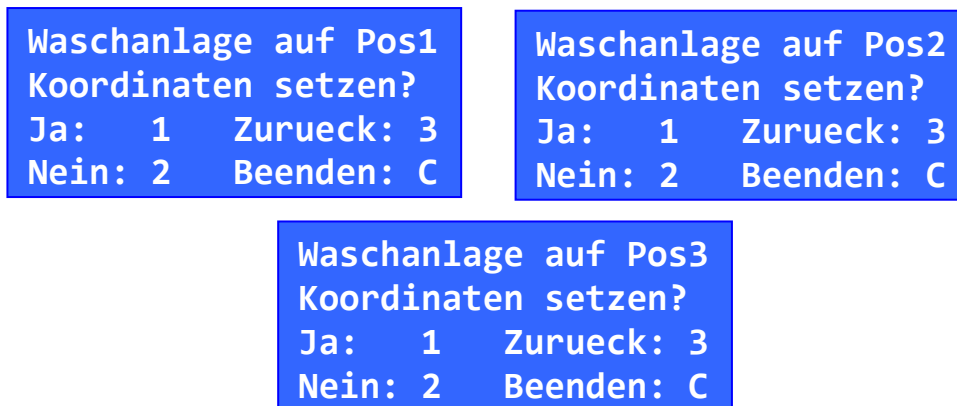 Waschanlage auf Pos1
Koordinaten setzen?
Ja:   1   Zurueck: 3
Nein: 2   Beenden: C
Waschanlage auf Pos2
Koordinaten setzen?
Ja:   1   Zurueck: 3
Nein: 2   Beenden: C
Waschanlage auf Pos3
Koordinaten setzen?
Ja:   1   Zurueck: 3
Nein: 2   Beenden: C